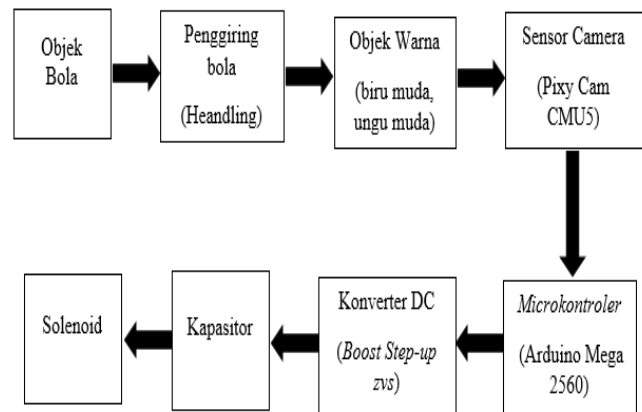 Objek
Bola
Penggiring
bola
(Heandling)
Objek Warna
(biru muda,
ungu muda)
Sensor Camera
(Pixy Cam
CMU5)
Solenoid
Kapasitor
Konverter DC
(Boost Step-up
zvs)
Microkontroler
(Arduino Mega
2560)